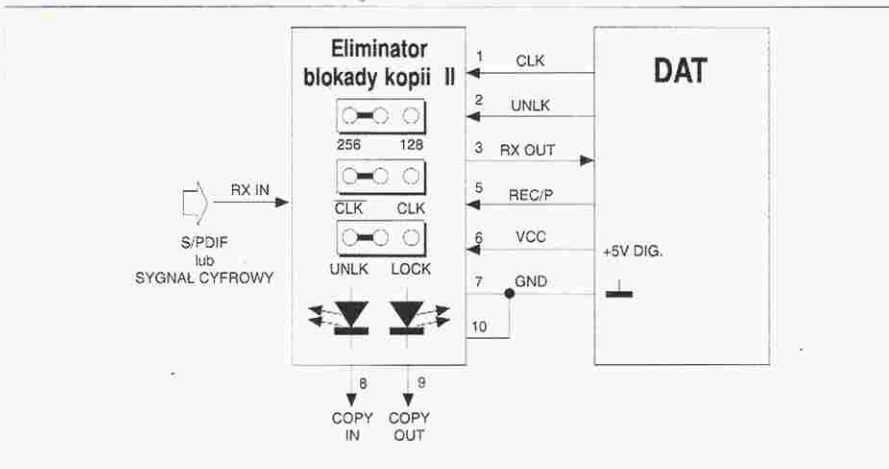 Eliminator
blokady kopii II
DAT
1 CLK
2 UNLK
256 128
3 RX OUT
RX IN
5 REC/P
CLK CLK
S/PDIF
lub
SYGNAŁ CYFROWY
6 VCC
+5V DIG.
UNLK LOCK
7 GND
10
8 9
COPY COPY
IN OUT